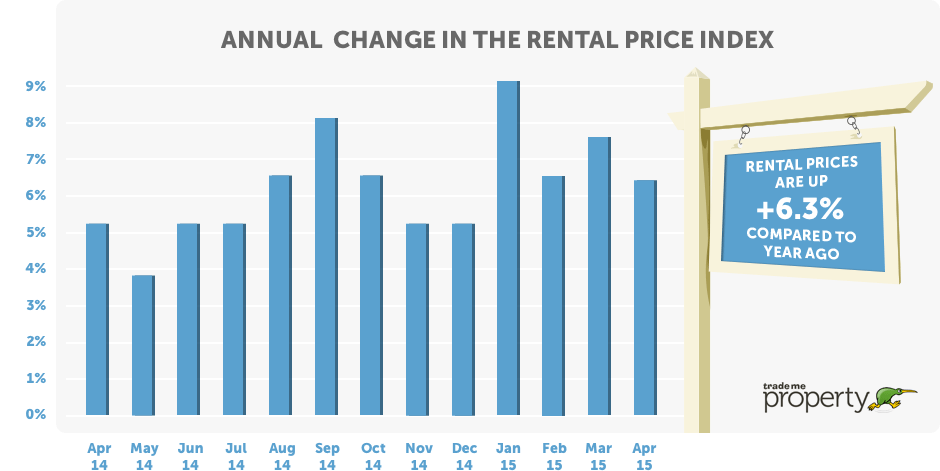 ANNUAL CHANGE IN THE RENTAL PRICE INDEX
9%
8%
7%
6%
5%
4%
3%
2%
1%
0%
Apr May Jun Jul Aug Sep Oct Nov Dec Jan Feb Mar Apr
14 14 14 14 14 14 14 14 14 15 15 15 15
RENTAL PRICES
ARE UP
+6.3%
COMPARED TO
YEAR AGO
trade me
property